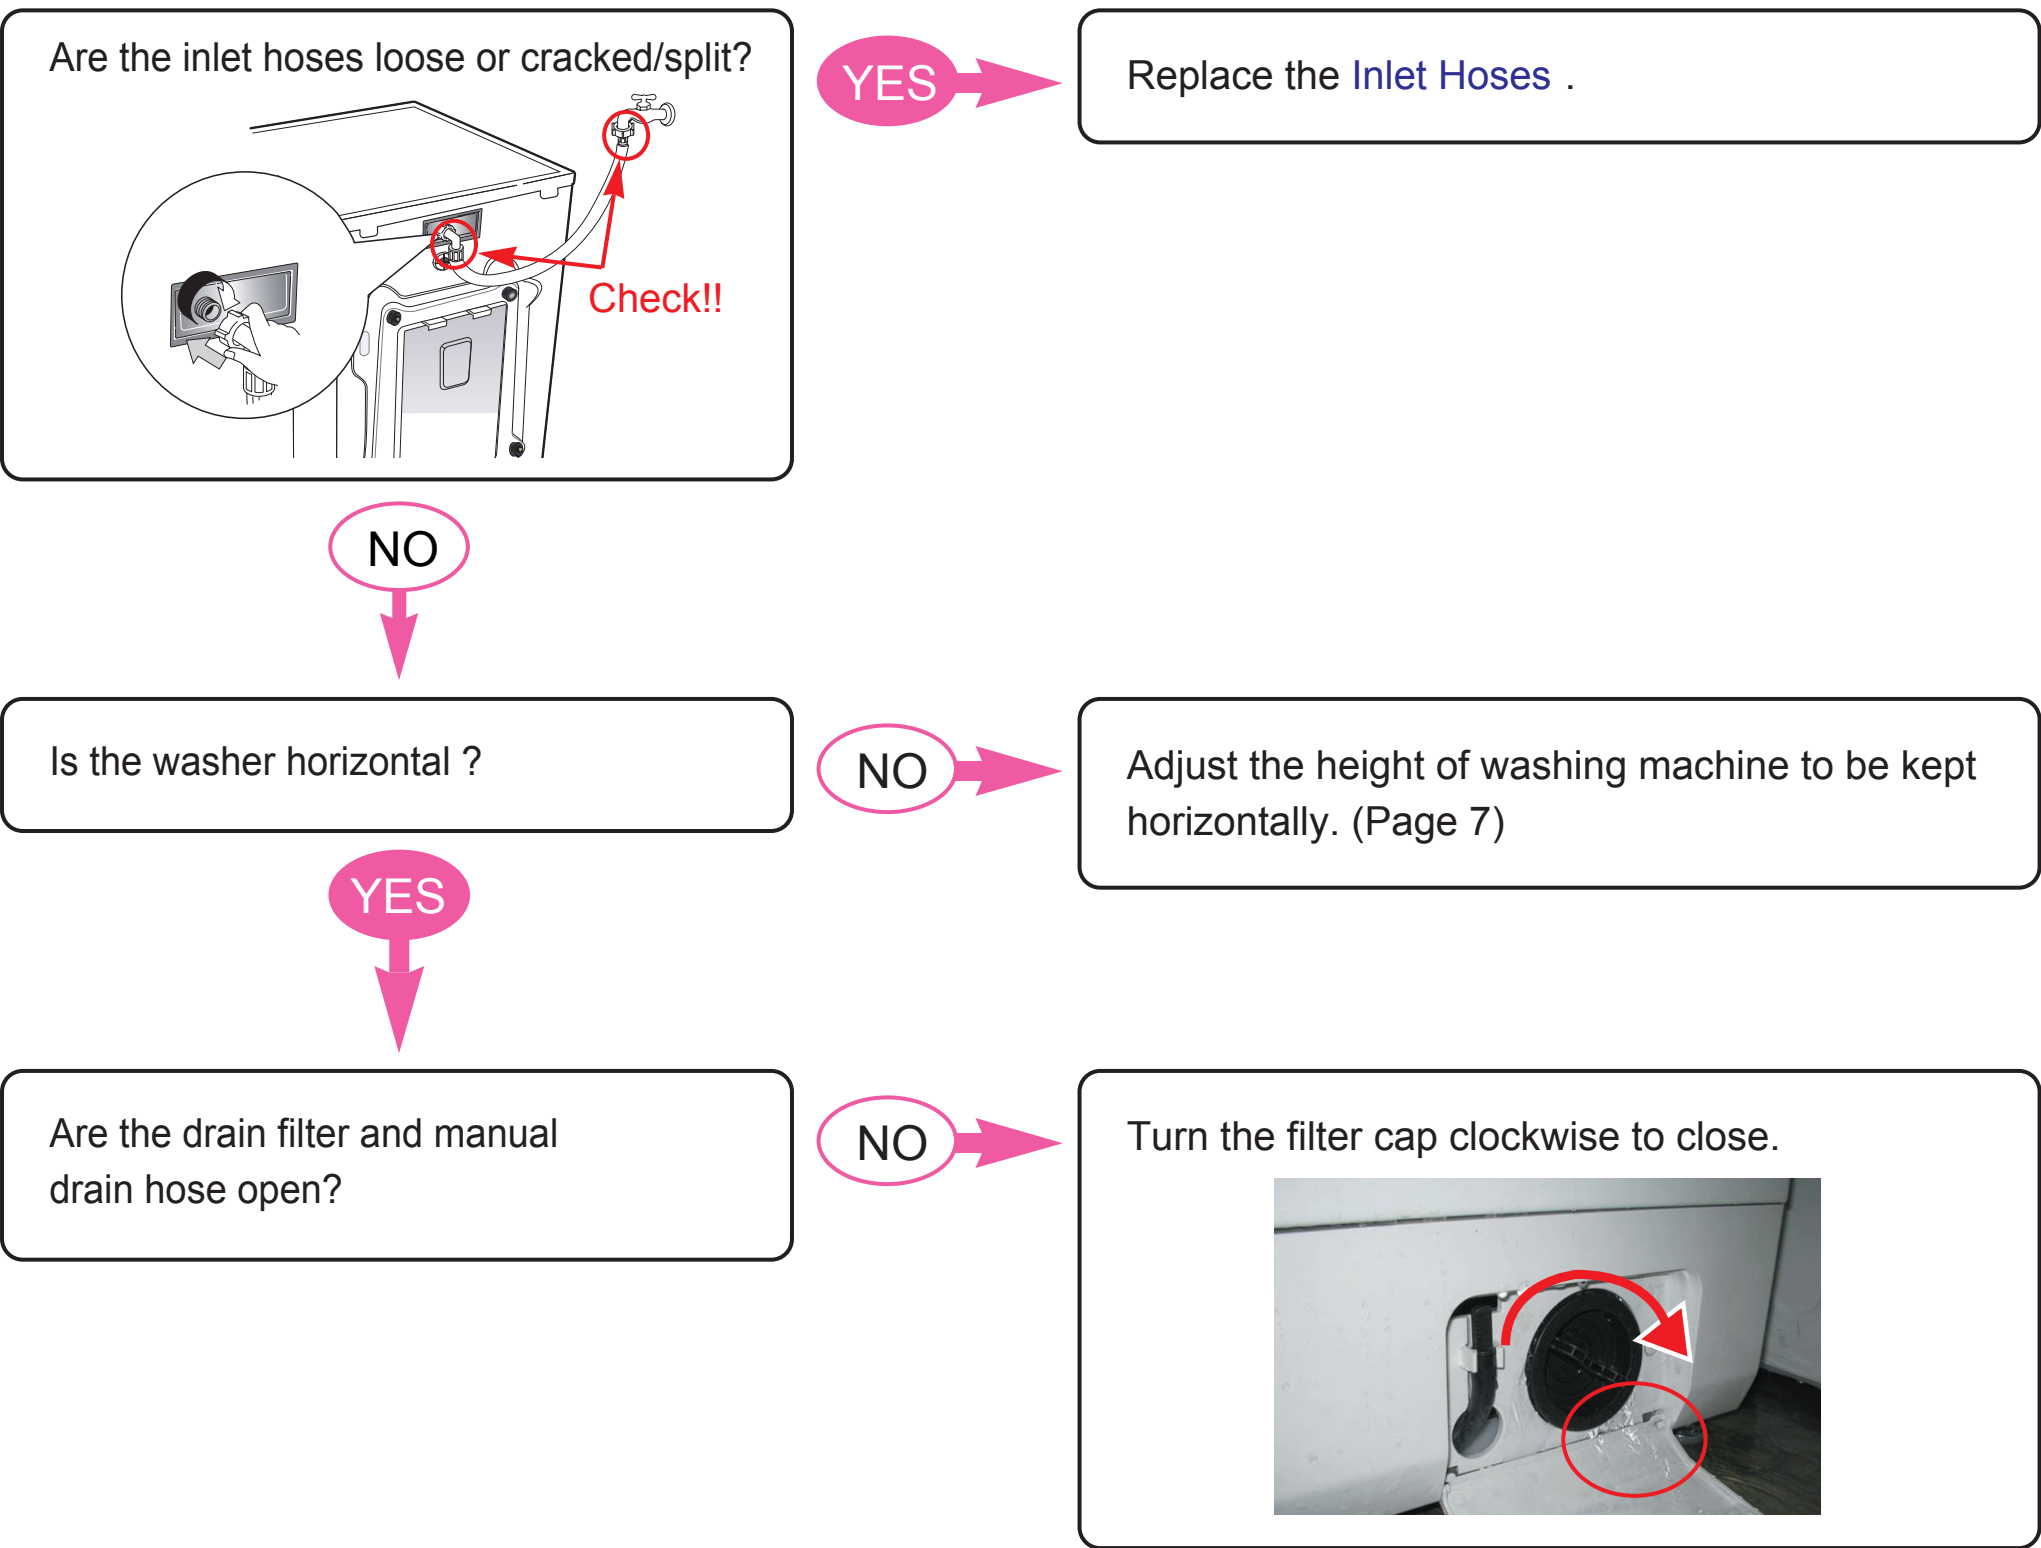 Are the inlet hoses loose or cracked/split?
YES
Replace the Inlet Hoses .
Check!!
NO
Is the washer horizontal ?
NO
Adjust the height of washing machine to be kept
horizontally. (Page 7)
YES
Are the drain filter and manual
drain hose open?
NO
Turn the filter cap clockwise to close.